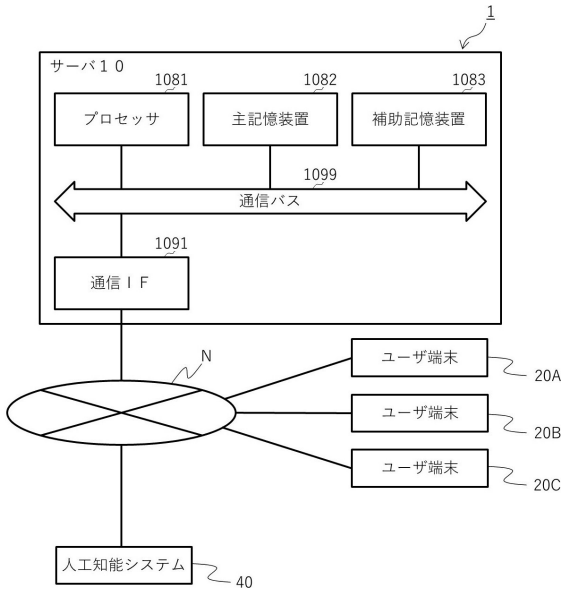 1
サーバ１０
1081
1082
1083
プロセッサ
主記憶装置
補助記憶装置
1099
通信バス
1091
通信ＩＦ
N
ユーザ端末
20A
ユーザ端末
20B
ユーザ端末
20C
人工知能システム
40